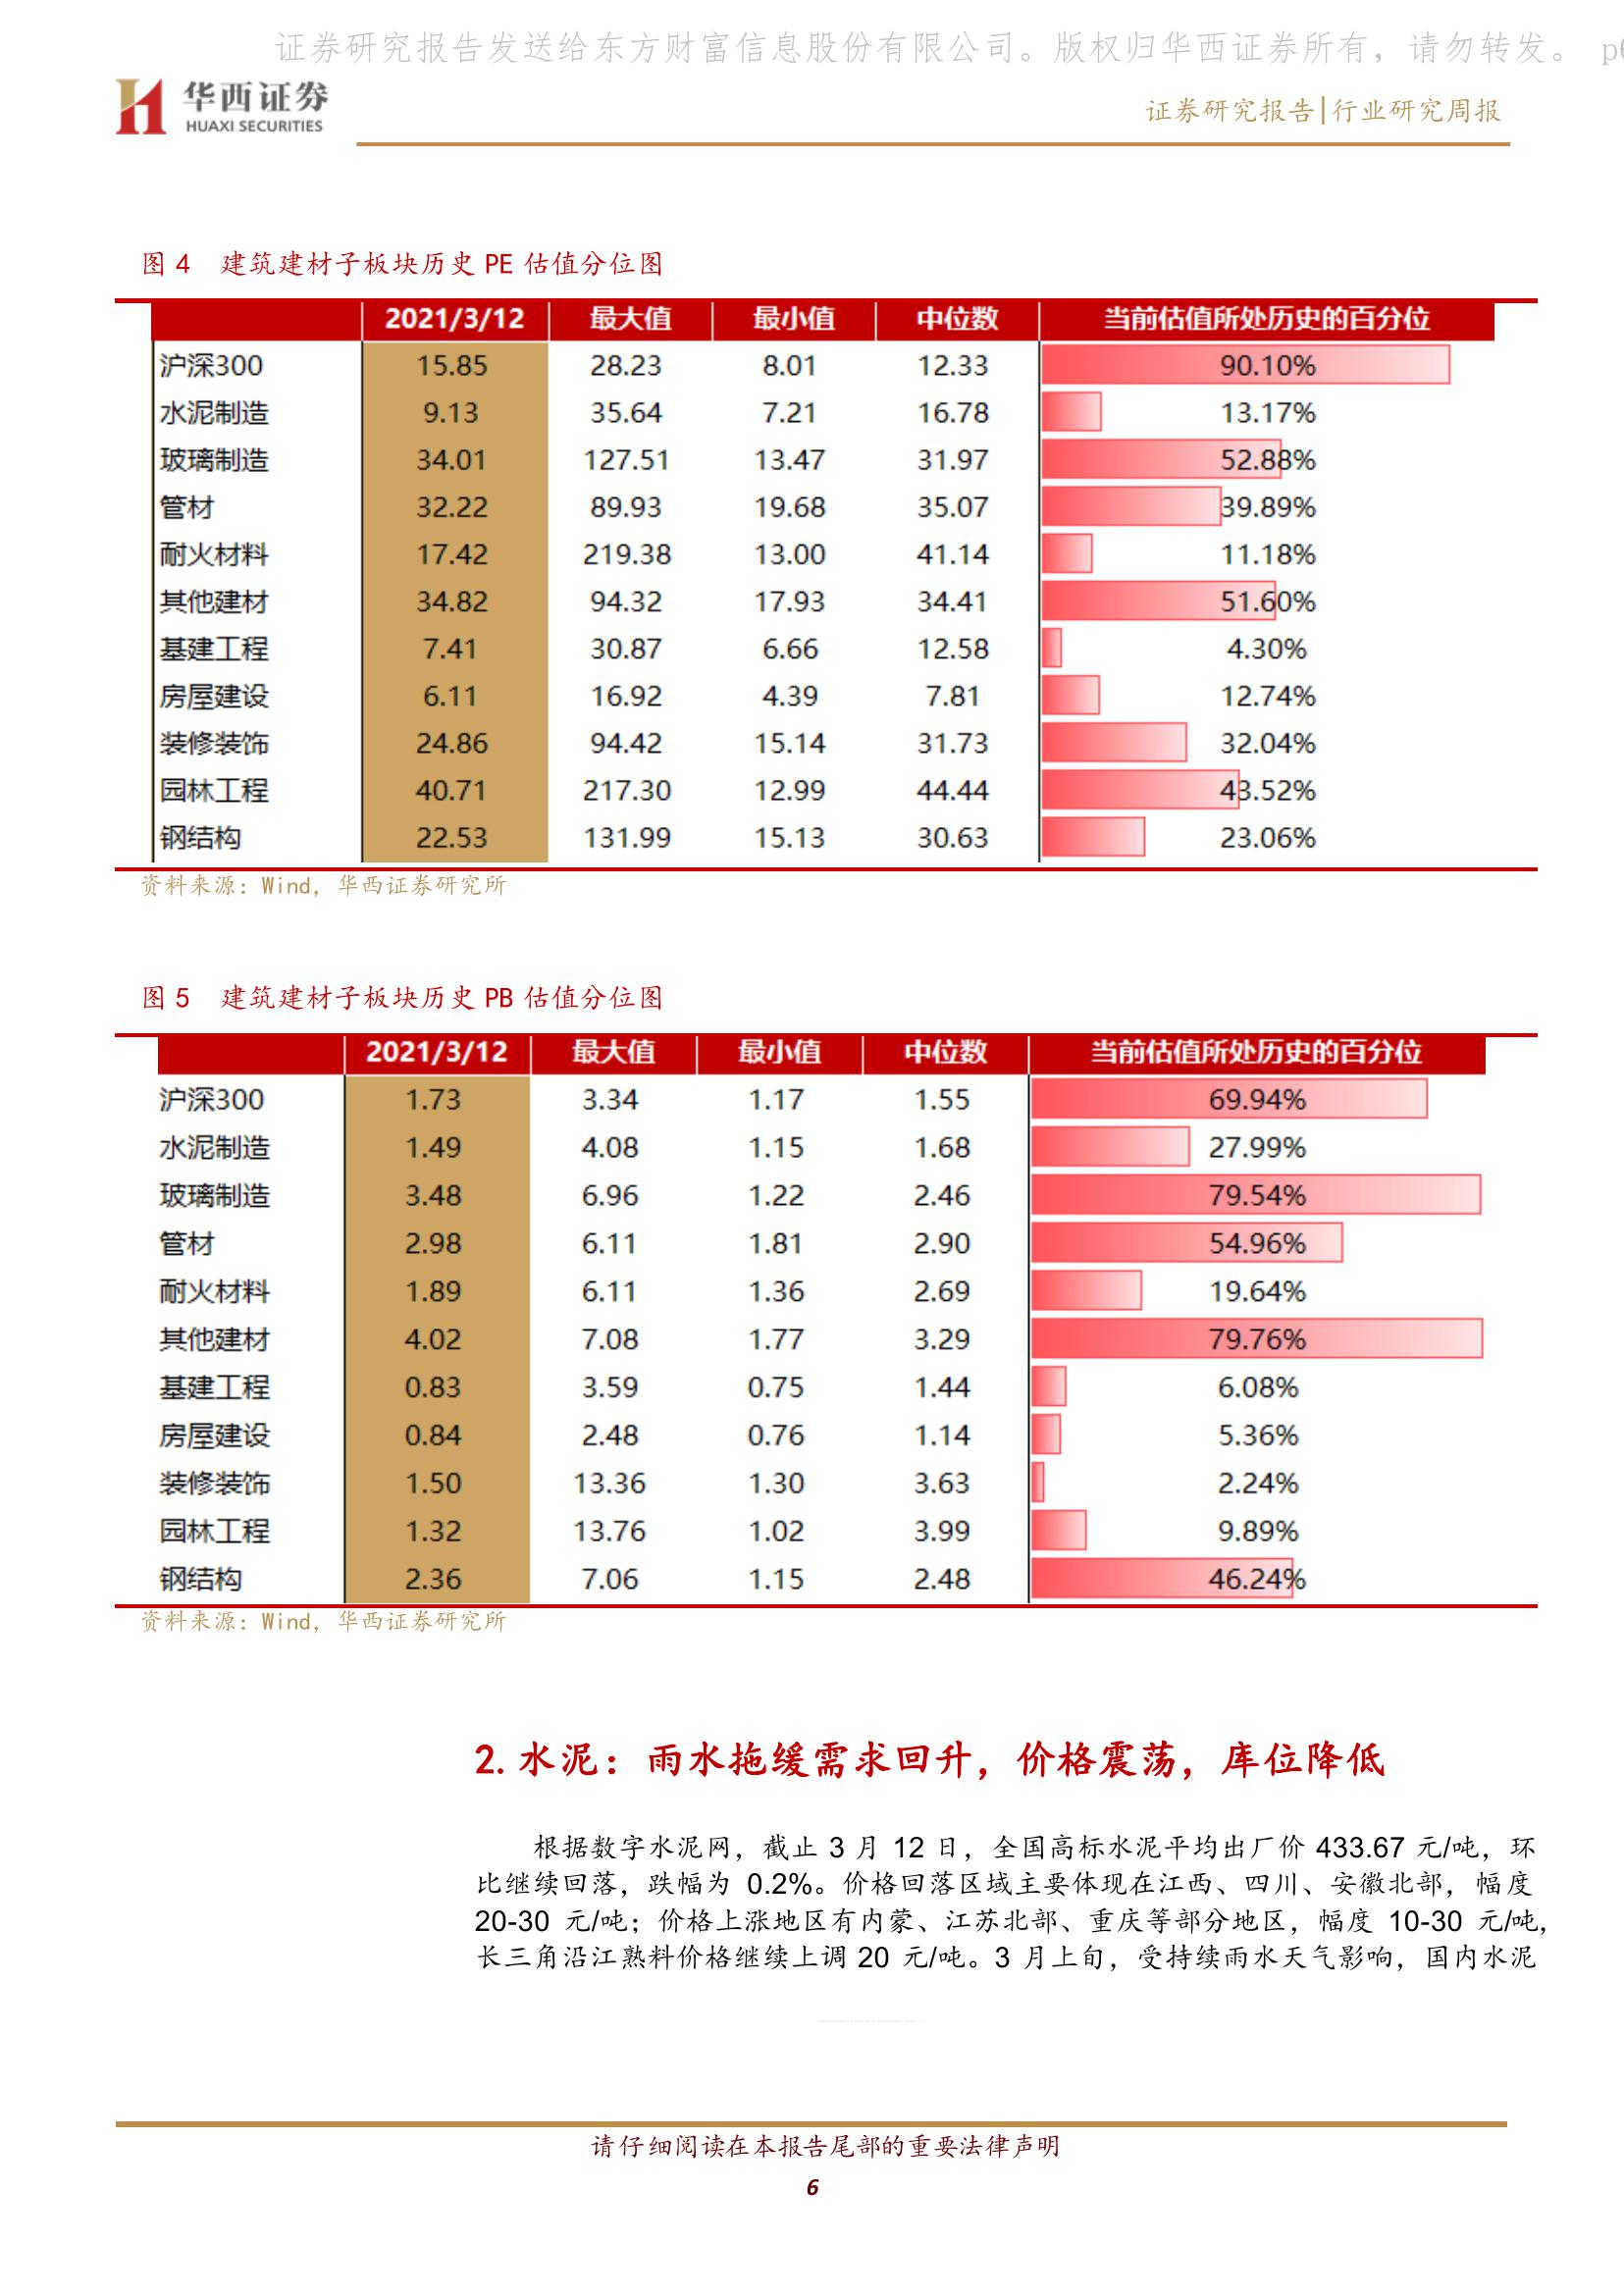 证券研究报告发送给东方财富信息股份有限公司。版权归华西证券所有，请勿转发。 p6
华西证券
HUAXI SECURITIES
证券研究报告|行业研究周报
图 4 建筑建材子板块历史 PE 估值分位图
2021/3/12 最大值 最小值 中位数 当前估值所处历史的百分位
沪深300 15.85 28.23 8.01 12.33 90.10%
水泥制造 9.13 35.64 7.21 16.78 13.17%
玻璃制造 34.01 127.51 13.47 31.97 52.88%
管材 32.22 89.93 19.68 35.07 39.89%
耐火材料 17.42 219.38 13.00 41.14 11.18%
其他建材 34.82 94.32 17.93 34.41 51.60%
基建工程 7.41 30.87 6.66 12.58 4.30%
房屋建设 6.11 16.92 4.39 7.81 12.74%
装修装饰 24.86 94.42 15.14 31.73 32.04%
园林工程 40.71 217.30 12.99 44.44 43.52%
钢结构 22.53 131.99 15.13 30.63 23.06%
资料来源：Wind，华西证券研究所
图 5 建筑建材子板块历史 PB 估值分位图
2021/3/12 最大值 最小值 中位数 当前估值所处历史的百分位
沪深300 1.73 3.34 1.17 1.55 69.94%
水泥制造 1.49 4.08 1.15 1.68 27.99%
玻璃制造 3.48 6.96 1.22 2.46 79.54%
管材 2.98 6.11 1.81 2.90 54.96%
耐火材料 1.89 6.11 1.36 2.69 19.64%
其他建材 4.02 7.08 1.77 3.29 79.76%
基建工程 0.83 3.59 0.75 1.44 6.08%
房屋建设 0.84 2.48 0.76 1.14 5.36%
装修装饰 1.50 13.36 1.30 3.63 2.24%
园林工程 1.32 13.76 1.02 3.99 9.89%
钢结构 2.36 7.06 1.15 2.48 46.24%
资料来源：Wind，华西证券研究所
2. 水泥：雨水拖缓需求回升，价格震荡，库位降低
根据数字水泥网，截止 3 月 12 日，全国高标水泥平均出厂价 433.67 元/吨，环
比继续回落，跌幅为 0.2%。价格回落区域主要体现在江西、四川、安徽北部，幅度
20-30 元/吨；价格上涨地区有内蒙、江苏北部、重庆等部分地区，幅度 10-30 元/吨，
长三角沿江熟料价格继续上调 20 元/吨。3 月上旬，受持续雨水天气影响，国内水泥
请仔细阅读在本报告尾部的重要法律声明
6